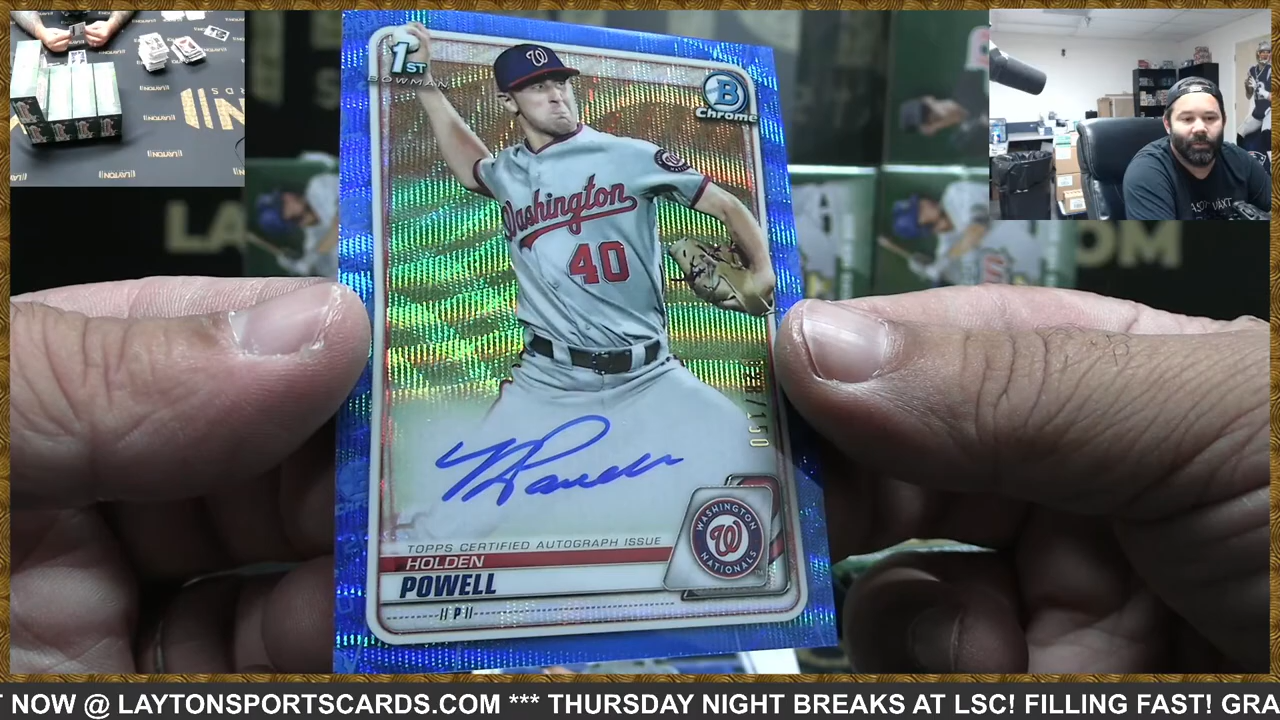 1ST
BOWMAN
B
Chrome
W
Washington
40
/150
TOPPS CERTIFIED AUTOGRAPH ISSUE
HOLDEN
POWELL
P
WASHINGTON
W
NATIONALS
LAYTON
T NOW @ LAYTONSPORTSCARDS.COM *** THURSDAY NIGHT BREAKS AT LSC! FILLING FAST! GRA